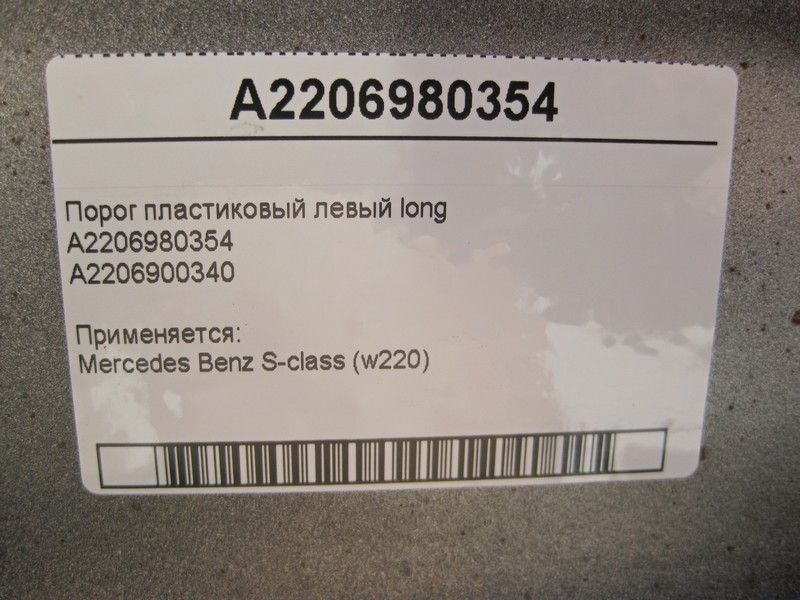 A2206980354
Порог пластиковый левый long
A2206980354
A2206900340
Применяется:
Mercedes Benz S-class (w220)